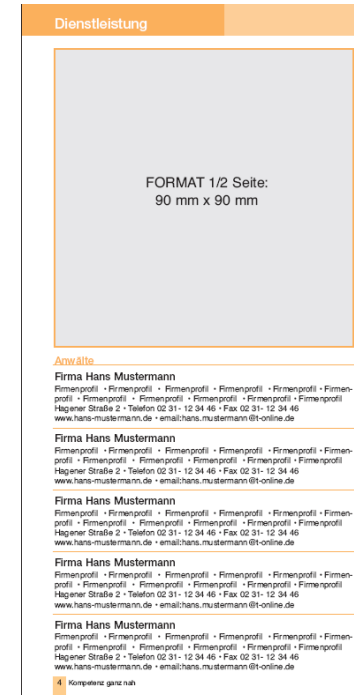 Dienstleistung
FORMAT 1/2 Seite:
90 mm x 90 mm
Anwälte
Firma Hans Mustermann
Firmenprofil • Firmenprofil • Firmenprofil • Firmenprofil • Firmenprofil • Firmen-
profil • Firmenprofil • Firmenprofil • Firmenprofil • Firmenprofil • Firmenprofil
Hagener Straße 2 • Telefon 02 31- 12 34 46 • Fax 02 31- 12 34 46
www.hans-mustermann.de • email:hans.mustermann@t-online.de
Firma Hans Mustermann
Firmenprofil • Firmenprofil • Firmenprofil • Firmenprofil • Firmenprofil • Firmen-
profil • Firmenprofil • Firmenprofil • Firmenprofil • Firmenprofil • Firmenprofil
Hagener Straße 2 • Telefon 02 31- 12 34 46 • Fax 02 31- 12 34 46
www.hans-mustermann.de • email:hans.mustermann@t-online.de
Firma Hans Mustermann
Firmenprofil • Firmenprofil • Firmenprofil • Firmenprofil • Firmenprofil • Firmen-
profil • Firmenprofil • Firmenprofil • Firmenprofil • Firmenprofil • Firmenprofil
Hagener Straße 2 • Telefon 02 31- 12 34 46 • Fax 02 31- 12 34 46
www.hans-mustermann.de • email:hans.mustermann@t-online.de
Firma Hans Mustermann
Firmenprofil • Firmenprofil • Firmenprofil • Firmenprofil • Firmenprofil • Firmen-
profil • Firmenprofil • Firmenprofil • Firmenprofil • Firmenprofil • Firmenprofil
Hagener Straße 2 • Telefon 02 31- 12 34 46 • Fax 02 31- 12 34 46
www.hans-mustermann.de • email:hans.mustermann@t-online.de
Firma Hans Mustermann
Firmenprofil • Firmenprofil • Firmenprofil • Firmenprofil • Firmenprofil • Firmen-
profil • Firmenprofil • Firmenprofil • Firmenprofil • Firmenprofil • Firmenprofil
Hagener Straße 2 • Telefon 02 31- 12 34 46 • Fax 02 31- 12 34 46
www.hans-mustermann.de • email:hans.mustermann@t-online.de
4 Kompetenz ganz nah